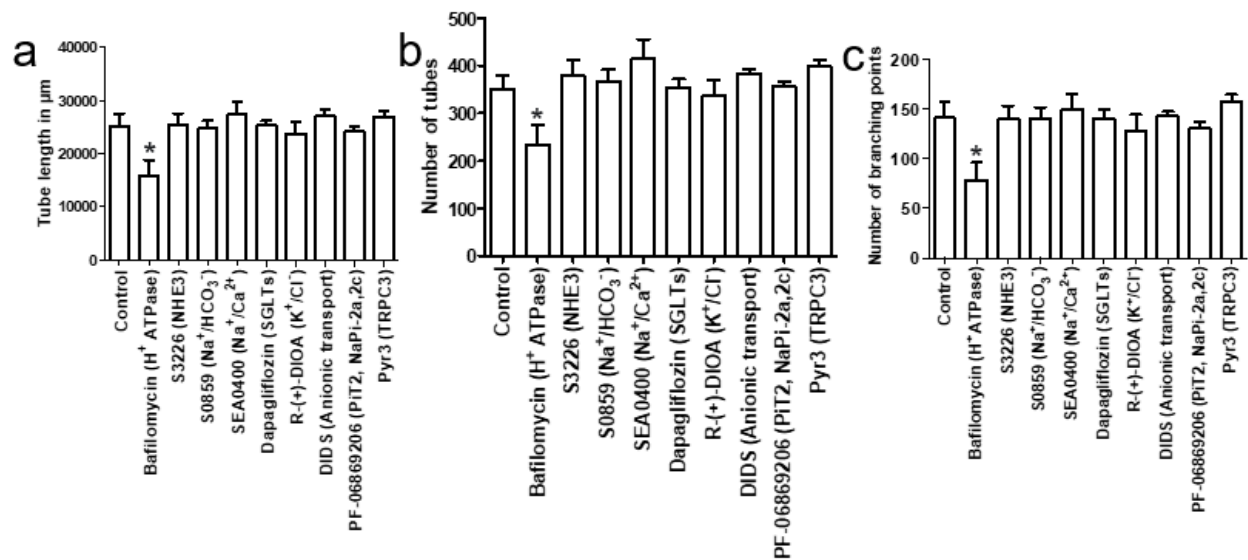 a
Tube length in µm
40000
30000
20000
10000
0
*
Control
Bafilomycin (H⁺ ATPase)
S3226 (NHE3)
S0859 (Na⁺/HCO₃⁻)
SEA0400 (Na⁺/Ca²⁺)
Dapagliflozin (SGLTs)
R-(+)-DIOA (K⁺/Cl⁻)
DIDS (Anionic transport)
PF-06869206 (PiT2, NaPi-2a,2c)
Pyr3 (TRPC3)
b
Number of tubes
500
400
300
200
100
0
*
Control
Bafilomycin (H⁺ ATPase)
S3226 (NHE3)
S0859 (Na⁺/HCO₃⁻)
SEA0400 (Na⁺/Ca²⁺)
Dapagliflozin (SGLTs)
R-(+)-DIOA (K⁺/Cl⁻)
DIDS (Anionic transport)
PF-06869206 (PiT2, NaPi-2a,2c)
Pyr3 (TRPC3)
c
Number of branching points
200
150
100
50
0
*
Control
Bafilomycin (H⁺ ATPase)
S3226 (NHE3)
S0859 (Na⁺/HCO₃⁻)
SEA0400 (Na⁺/Ca²⁺)
Dapagliflozin (SGLTs)
R-(+)-DIOA (K⁺/Cl⁻)
DIDS (Anionic transport)
PF-06869206 (PiT2, NaPi-2a,2c)
Pyr3 (TRPC3)